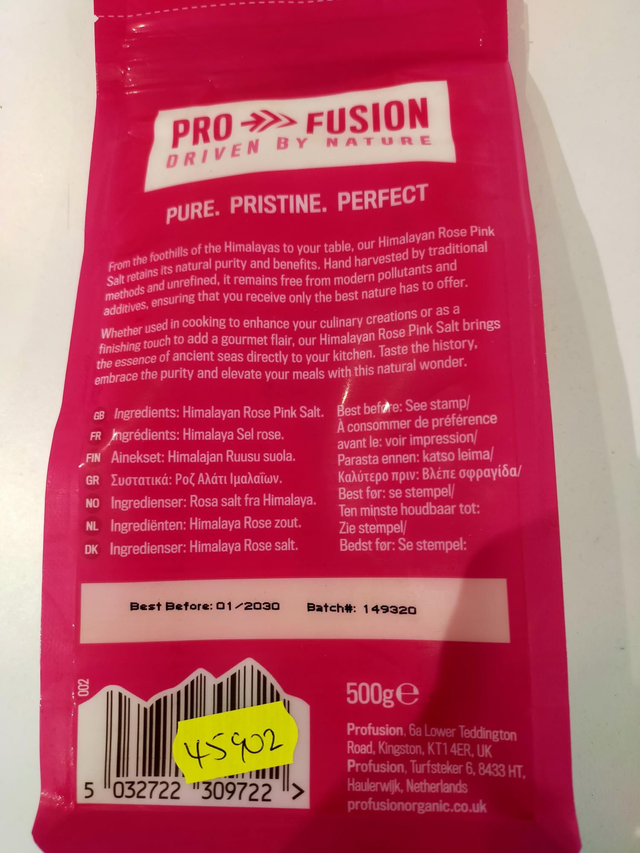 PRO FUSION
DRIVEN BY NATURE
PURE. PRISTINE. PERFECT
From the foothills of the Himalayas to your table, our Himalayan Rose Pink
Salt retains its natural purity and benefits. Hand harvested by traditional
methods and unrefined, it remains free from modern pollutants and
additives, ensuring that you receive only the best nature has to offer.
Whether used in cooking to enhance your culinary creations or as a
finishing touch to add a gourmet flair, our Himalayan Rose Pink Salt brings
the essence of ancient seas directly to your kitchen. Taste the history,
embrace the purity and elevate your meals with this natural wonder.
GB Ingredients: Himalayan Rose Pink Salt.
FR Ingrédients: Himalaya Sel rose.
FIN Ainekset: Himalajan Ruusu suola.
GR Συστατικά: Ροζ Αλάτι Ιμαλαΐων.
NO Ingredienser: Rosa salt fra Himalaya.
NL Ingrediënten: Himalaya Rose zout.
DK Ingredienser: Himalaya Rose salt.
Best before: See stamp/
À consommer de préférence
avant le: voir impression/
Parasta ennen: katso leima/
Καλύτερο πριν: Βλέπε σφραγίδα/
Best før: se stempel/
Ten minste houdbaar tot:
Zie stempel/
Bedst før: Se stempel:
Best Before: 01/2030 Batch#: 149320
002
45902
5 032722 309722 >
500g℮
Profusion, 6a Lower Teddington
Road, Kingston, KT1 4ER, UK
Profusion, Turfsteker 6, 8433 HT,
Haulerwijk, Netherlands
profusionorganic.co.uk